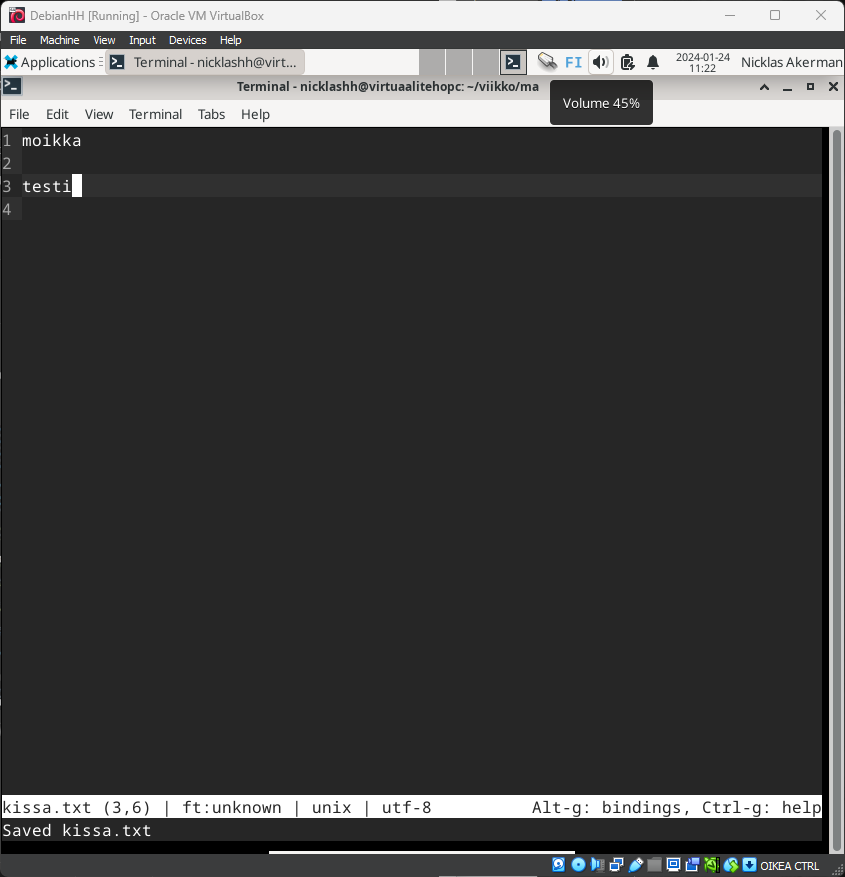 DebianHH [Running] - Oracle VM VirtualBox
File Machine View Input Devices Help
Applications Terminal - nicklashh@virt... FI 2024-01-24 11:22 Nicklas Akerman
Terminal - nicklashh@virtuaalitehopc: ~/viikko/ma
Volume 45%
File Edit View Terminal Tabs Help
1 moikka
2
3 testi
4
kissa.txt (3,6) | ft:unknown | unix | utf-8 Alt-g: bindings, Ctrl-g: help
Saved kissa.txt
OIKEA CTRL